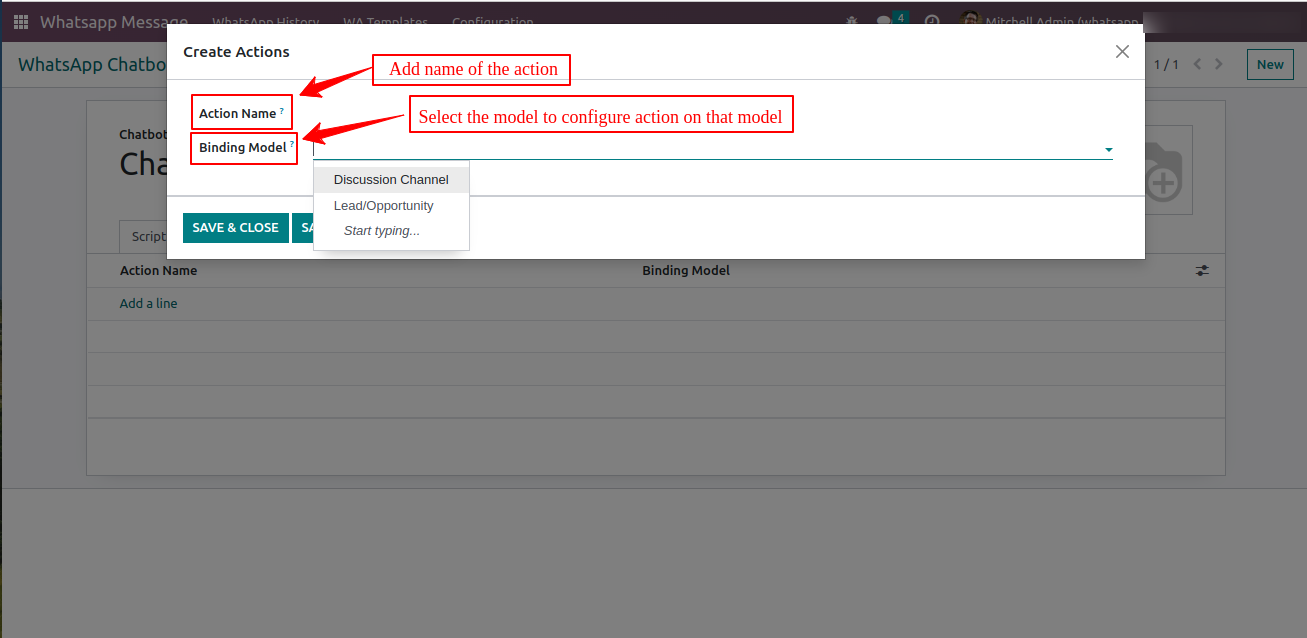 Whatsapp Message WhatsApp History WA Templates Configuration 4 Mitchell Admin (whatsapp
Create Actions
WhatsApp Chatbo 1 / 1 New
Add name of the action
Action Name ?
Select the model to configure action on that model
Chatbot
Binding Model ?
Cha
Discussion Channel
Lead/Opportunity
SAVE & CLOSE SA
Start typing...
Script
Action Name Binding Model
Add a line